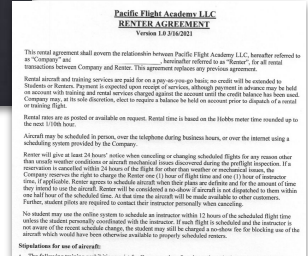 Pacific Flight Academy LLC
RENTER AGREEMENT
Version 1.0 3/16/2021
This rental agreement shall govern the relationship between Pacific Flight Academy LLC, hereafter referred to
as "Company" and , hereafter referred to as "Renter", for all rental
transactions between Company and Renter. This agreement replaces any previous agreement.
Rental aircraft and training services are paid for on a pay-as-you-go basis; no credit will be extended to
Students or Renters. Payment is expected upon receipt of services, although payment in advance may be held
on account with training and rental services charged against the account until the credit balance has been used.
Company may, at its sole discretion, elect to require a balance be held on account prior to dispatch of a rental
or training flight.
Rental rates are posted or available on request. Rental time is based on the Hobbs meter time rounded up to
the next 1/10th hour.
Aircraft may be scheduled in person, over the telephone during business hours, or over the internet using a
scheduling system provided by the Company.
Renter will give at least 24 hours' notice when canceling or changing scheduled flights for any reason other
than unsafe weather conditions or aircraft mechanical issues discovered during the preflight inspection. If a
reservation is cancelled within 24 hours of the flight for other than weather or mechanical issues, the
Company reserves the right to charge the Renter one (1) hour of flight time and one (1) hour of instructor
time, if applicable. Renter agrees to schedule aircraft when their plans are definite and for the amount of time
they intend to use the aircraft. Renter will be considered a no-show if aircraft is not dispatched to them within
one half hour of the scheduled time. At that time the aircraft will be made available to other customers.
Further, student pilots are required to contact their instructor personally when canceling.
No student may use the online system to schedule an instructor within 12 hours of the scheduled flight time
unless the student personally coordinated with the instructor. If such flight is scheduled and the instructor is
not aware of the recent schedule change, the student may still be charged a no-show fee for blocking use of the
aircraft which would have been otherwise available to properly scheduled renters.
Stipulations for use of aircraft: